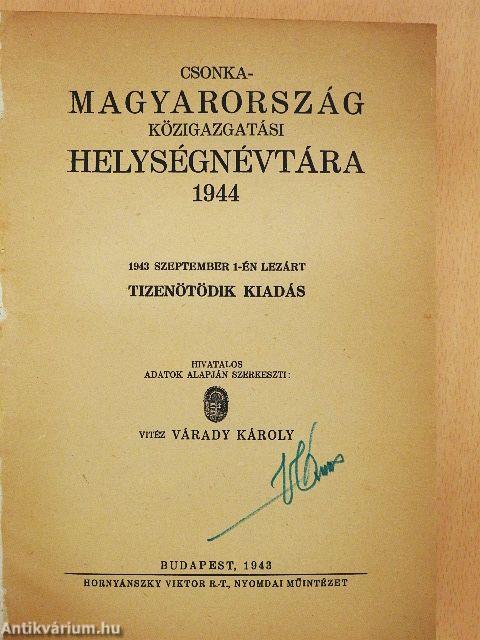 CSONKA-
MAGYARORSZÁG
KÖZIGAZGATÁSI
HELYSÉGNÉVTÁRA
1944
1943 SZEPTEMBER 1-ÉN LEZÁRT
TIZENÖTÖDIK KIADÁS
HIVATALOS
ADATOK ALAPJÁN SZERKESZTI:
VITÉZ VÁRADY KÁROLY
BUDAPEST, 1943
HORNYÁNSZKY VIKTOR R.-T., NYOMDAI MŰINTÉZET
Antikvárium.hu